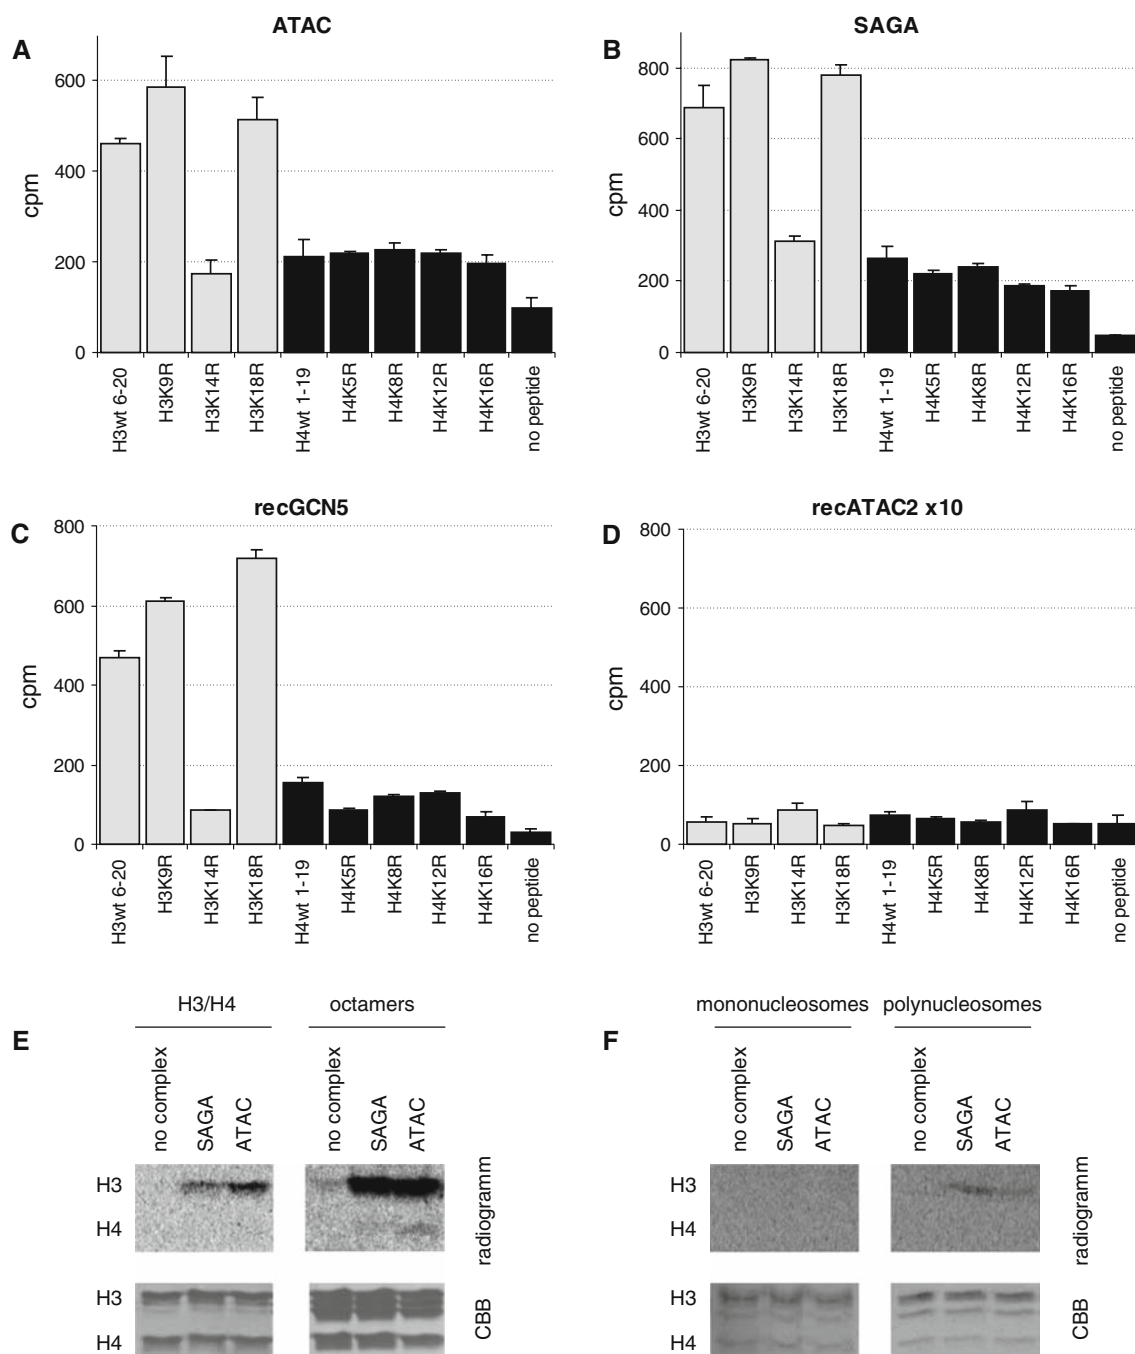 A
ATAC
cpm
600
400
200
0
H3wt 6-20
H3K9R
H3K14R
H3K18R
H4wt 1-19
H4K5R
H4K8R
H4K12R
H4K16R
no peptide
B
SAGA
cpm
800
600
400
200
0
H3wt 6-20
H3K9R
H3K14R
H3K18R
H4wt 1-19
H4K5R
H4K8R
H4K12R
H4K16R
no peptide
C
recGCN5
cpm
800
600
400
200
0
H3wt 6-20
H3K9R
H3K14R
H3K18R
H4wt 1-19
H4K5R
H4K8R
H4K12R
H4K16R
no peptide
D
recATAC2 x10
cpm
800
600
400
200
0
H3wt 6-20
H3K9R
H3K14R
H3K18R
H4wt 1-19
H4K5R
H4K8R
H4K12R
H4K16R
no peptide
E
H3/H4
octamers
no complex
SAGA
ATAC
no complex
SAGA
ATAC
H3
H4
radiogramm
H3
H4
CBB
F
mononucleosomes
polynucleosomes
no complex
SAGA
ATAC
no complex
SAGA
ATAC
H3
H4
radiogramm
H3
H4
CBB